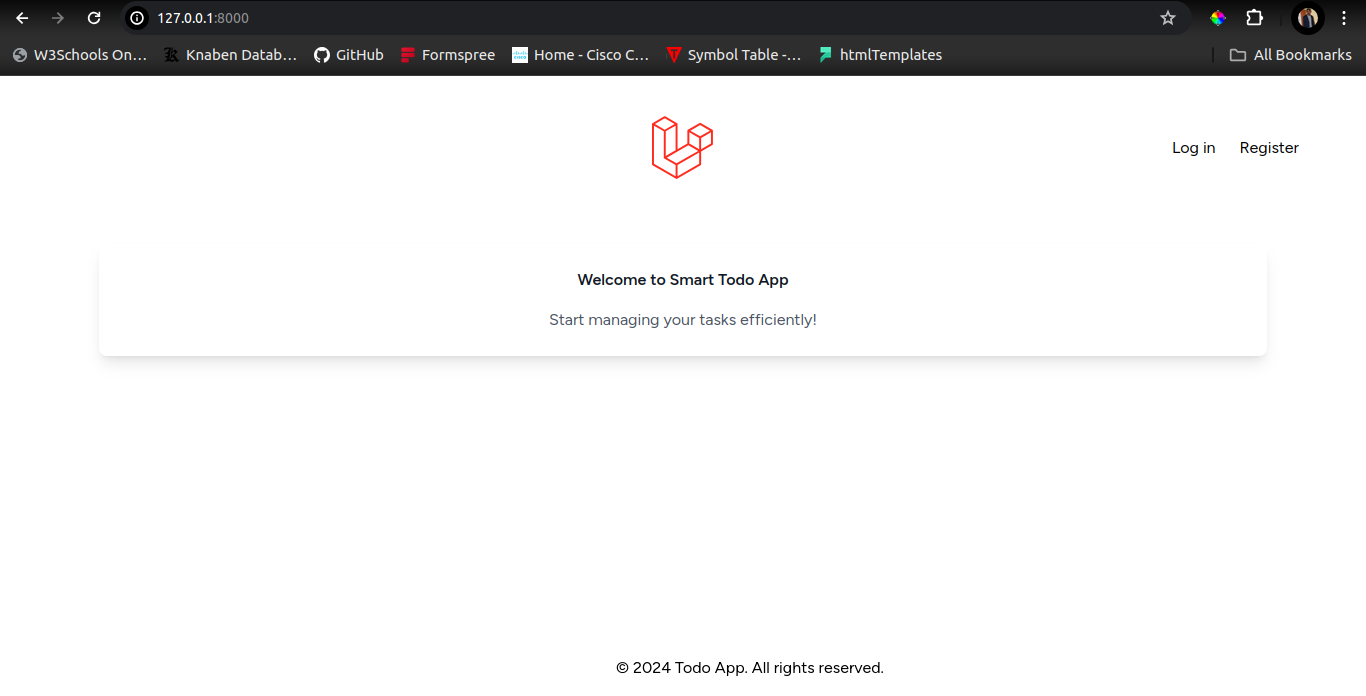 127.0.0.1:8000
W3Schools On... Knaben Datab... GitHub Formspree Home - Cisco C... Symbol Table -... htmlTemplates All Bookmarks
Log in Register
Welcome to Smart Todo App
Start managing your tasks efficiently!
© 2024 Todo App. All rights reserved.